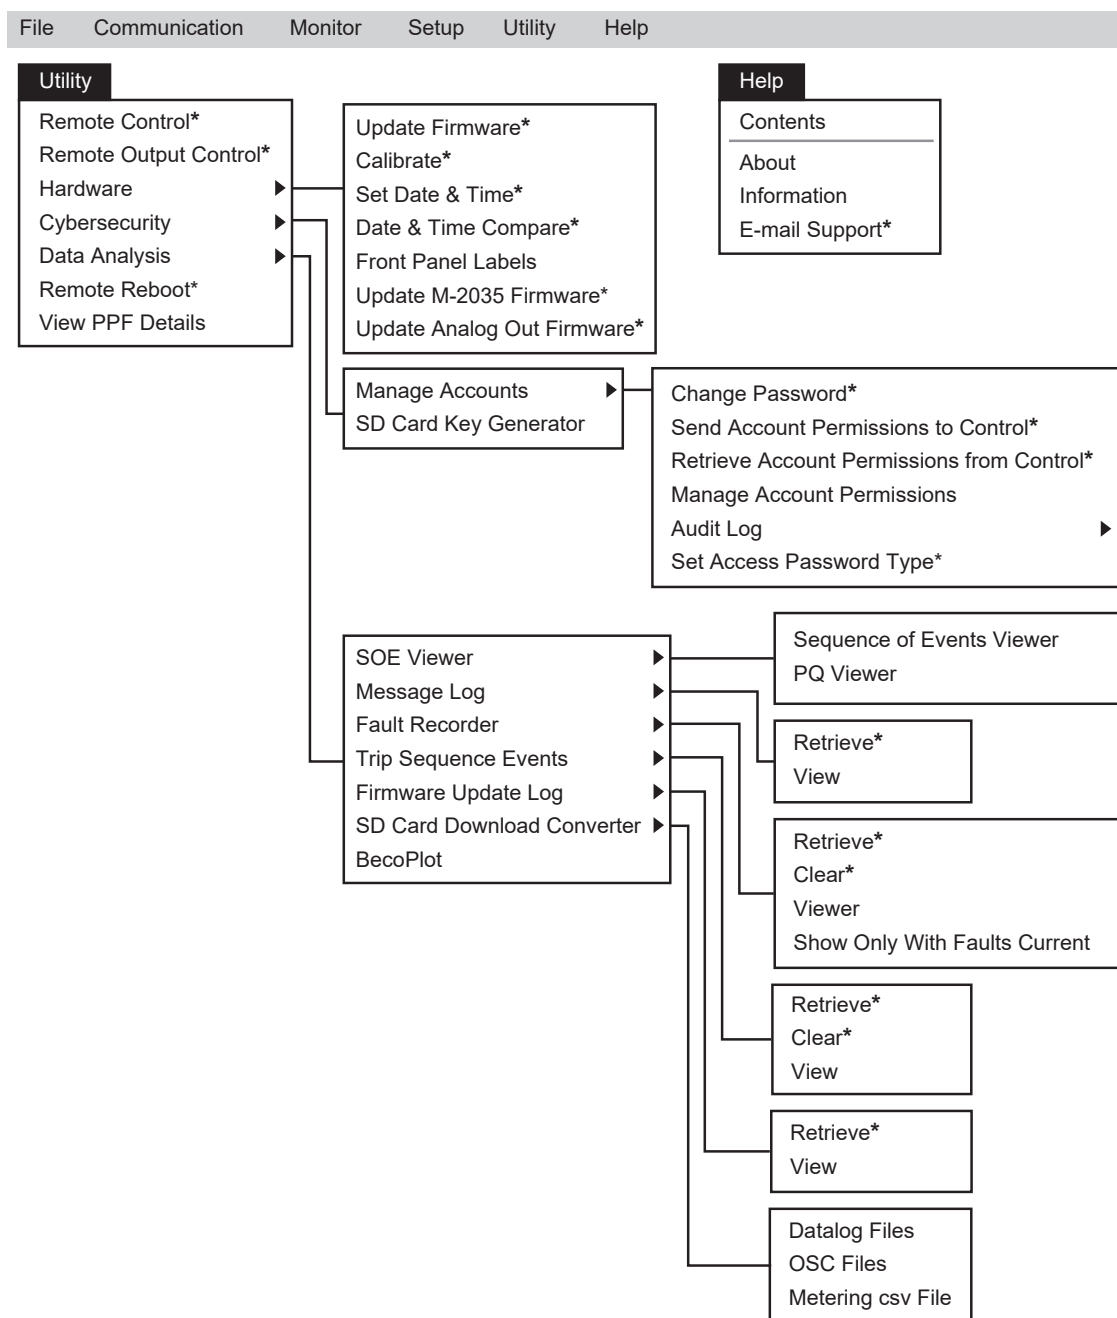 File Communication Monitor Setup Utility Help
Utility
Remote Control*
Remote Output Control*
Hardware
Cybersecurity
Data Analysis
Remote Reboot*
View PPF Details
Update Firmware*
Calibrate*
Set Date & Time*
Date & Time Compare*
Front Panel Labels
Update M-2035 Firmware*
Update Analog Out Firmware*
Help
Contents
About
Information
E-mail Support*
Manage Accounts
SD Card Key Generator
Change Password*
Send Account Permissions to Control*
Retrieve Account Permissions from Control*
Manage Account Permissions
Audit Log
Set Access Password Type*
SOE Viewer
Message Log
Fault Recorder
Trip Sequence Events
Firmware Update Log
SD Card Download Converter
BecoPlot
Sequence of Events Viewer
PQ Viewer
Retrieve*
View
Retrieve*
Clear*
Viewer
Show Only With Faults Current
Retrieve*
Clear*
View
Retrieve*
View
Datalog Files
OSC Files
Metering csv File